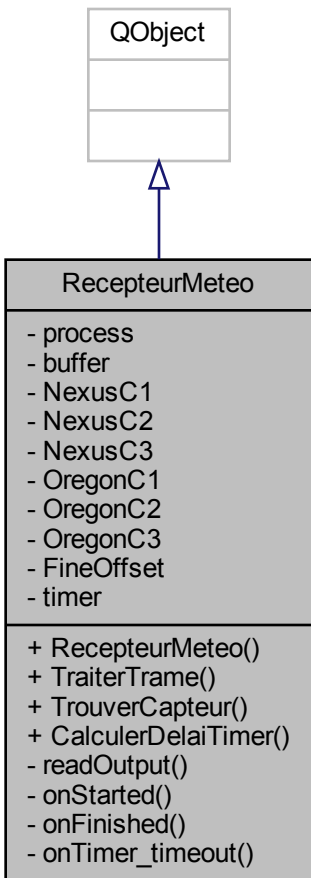 QObject
RecepteurMeteo
- process
- buffer
- NexusC1
- NexusC2
- NexusC3
- OregonC1
- OregonC2
- OregonC3
- FineOffset
- timer
+ RecepteurMeteo()
+ TraiterTrame()
+ TrouverCapteur()
+ CalculerDelaiTimer()
- readOutput()
- onStarted()
- onFinished()
- onTimer_timeout()